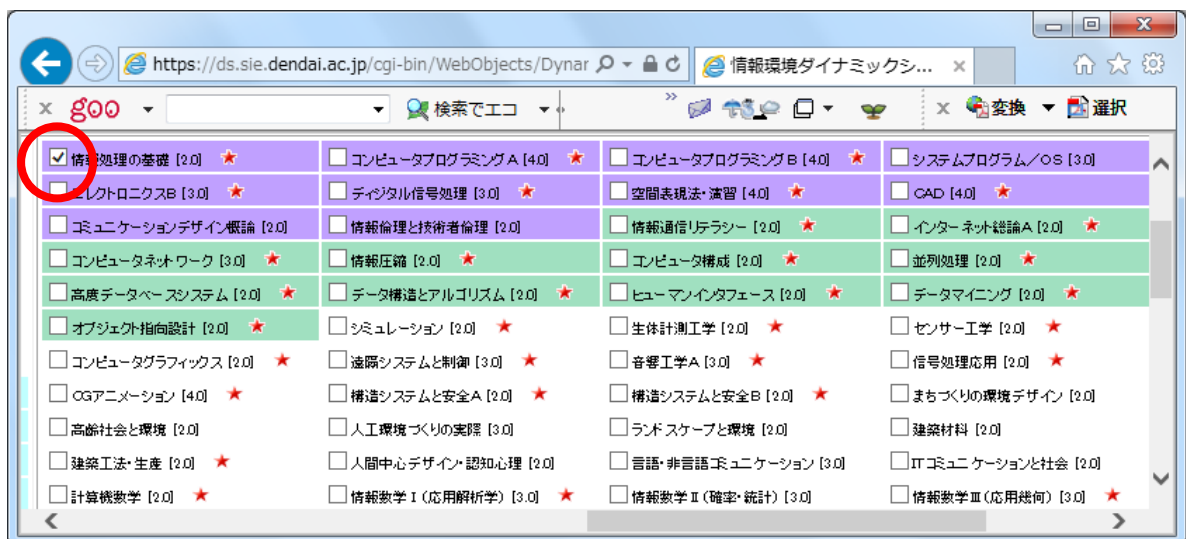 https://ds.sie.dendai.ac.jp/cgi-bin/WebObjects/Dynar
情報環境ダイナミックシ...
goo
検索でエコ
変換
選択
情報処理の基礎 [2.0] ★ コンピュータプログラミングA [4.0] ★ コンピュータプログラミングB [4.0] ★ システムプログラム/OS [3.0]
エレクトロニクスB [3.0] ★ ディジタル信号処理 [3.0] ★ 空間表現法・演習 [4.0] ★ CAD [4.0] ★
コミュニケーションデザイン概論 [2.0] 情報倫理と技術者倫理 [2.0] 情報通信リテラシー [2.0] ★ インターネット総論A [2.0] ★
コンピュータネットワーク [3.0] ★ 情報圧縮 [2.0] ★ コンピュータ構成 [2.0] ★ 並列処理 [2.0] ★
高度データベースシステム [2.0] ★ データ構造とアルゴリズム [2.0] ★ ヒューマンインタフェース [2.0] ★ データマイニング [2.0] ★
オブジェクト指向設計 [2.0] ★ シミュレーション [2.0] ★ 生体計測工学 [2.0] ★ センサー工学 [2.0] ★
コンピュータグラフィックス [2.0] ★ 遠隔システムと制御 [3.0] ★ 音響工学A [3.0] ★ 信号処理応用 [2.0] ★
CGアニメーション [4.0] ★ 構造システムと安全A [2.0] ★ 構造システムと安全B [2.0] ★ まちづくりの環境デザイン [2.0]
高齢社会と環境 [2.0] 人工環境づくりの実際 [3.0] ランドスケープと環境 [2.0] 建築材料 [2.0]
建築工法・生産 [2.0] ★ 人間中心デザイン・認知心理 [2.0] 言語・非言語コミュニケーション [3.0] ITコミュニケーションと社会 [2.0]
計算機数学 [2.0] ★ 情報数学Ⅰ(応用解析学) [3.0] ★ 情報数学Ⅱ(確率・統計) [3.0] 情報数学Ⅲ(応用幾何) [3.0] ★